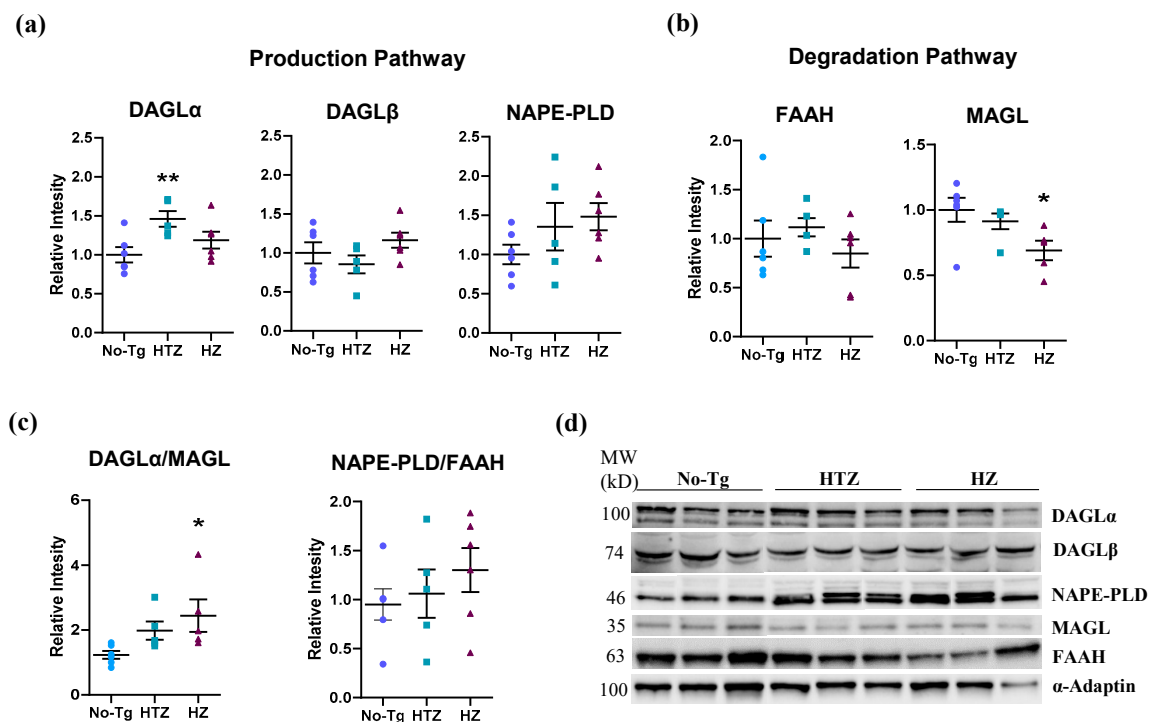 (a)
Production Pathway
DAGLα
DAGLβ
NAPE-PLD
Relative Intesity
2.0
1.5
1.0
0.5
0.0
**
No-Tg HTZ HZ
2.0
1.5
1.0
0.5
0.0
No-Tg HTZ HZ
2.5
2.0
1.5
1.0
0.5
0.0
No-Tg HTZ HZ
(b)
Degradation Pathway
FAAH
MAGL
Relative Intesity
2.0
1.5
1.0
0.5
0.0
No-Tg HTZ HZ
1.5
1.0
0.5
0.0
*
No-Tg HTZ HZ
(c)
DAGLα/MAGL
NAPE-PLD/FAAH
Relative Intesity
6
4
2
0
*
No-Tg HTZ HZ
Relative Intesity
2.0
1.5
1.0
0.5
0.0
No-Tg HTZ HZ
(d)
MW
(kD)
No-Tg HTZ HZ
100 DAGLα
74 DAGLβ
46 NAPE-PLD
35 MAGL
63 FAAH
100 α-Adaptin